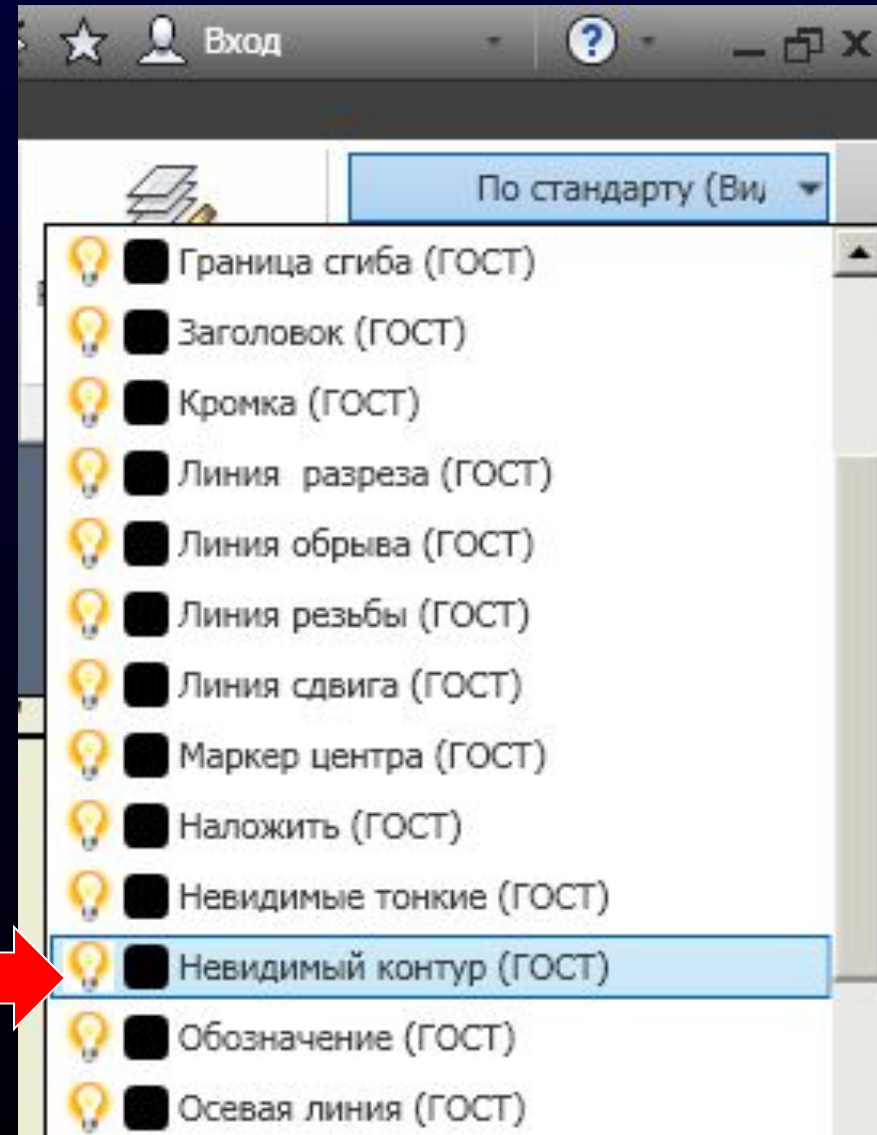 Вход
?
По стандарту (Ви
Граница сгиба (ГОСТ)
Заголовок (ГОСТ)
Кромка (ГОСТ)
Линия разреза (ГОСТ)
Линия обрыва (ГОСТ)
Линия резьбы (ГОСТ)
Линия сдвига (ГОСТ)
Маркер центра (ГОСТ)
Наложить (ГОСТ)
Невидимые тонкие (ГОСТ)
Невидимый контур (ГОСТ)
Обозначение (ГОСТ)
Осевая линия (ГОСТ)